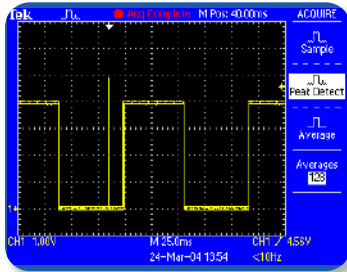 Tek
Acq Complete M Pos: 40.00ms ACQUIRE
Sample
Peak Detect
Average
Averages
128
CH1 1.00V M 25.0ms CH1 / 4.56V
24-Mar-04 13:54 <10Hz